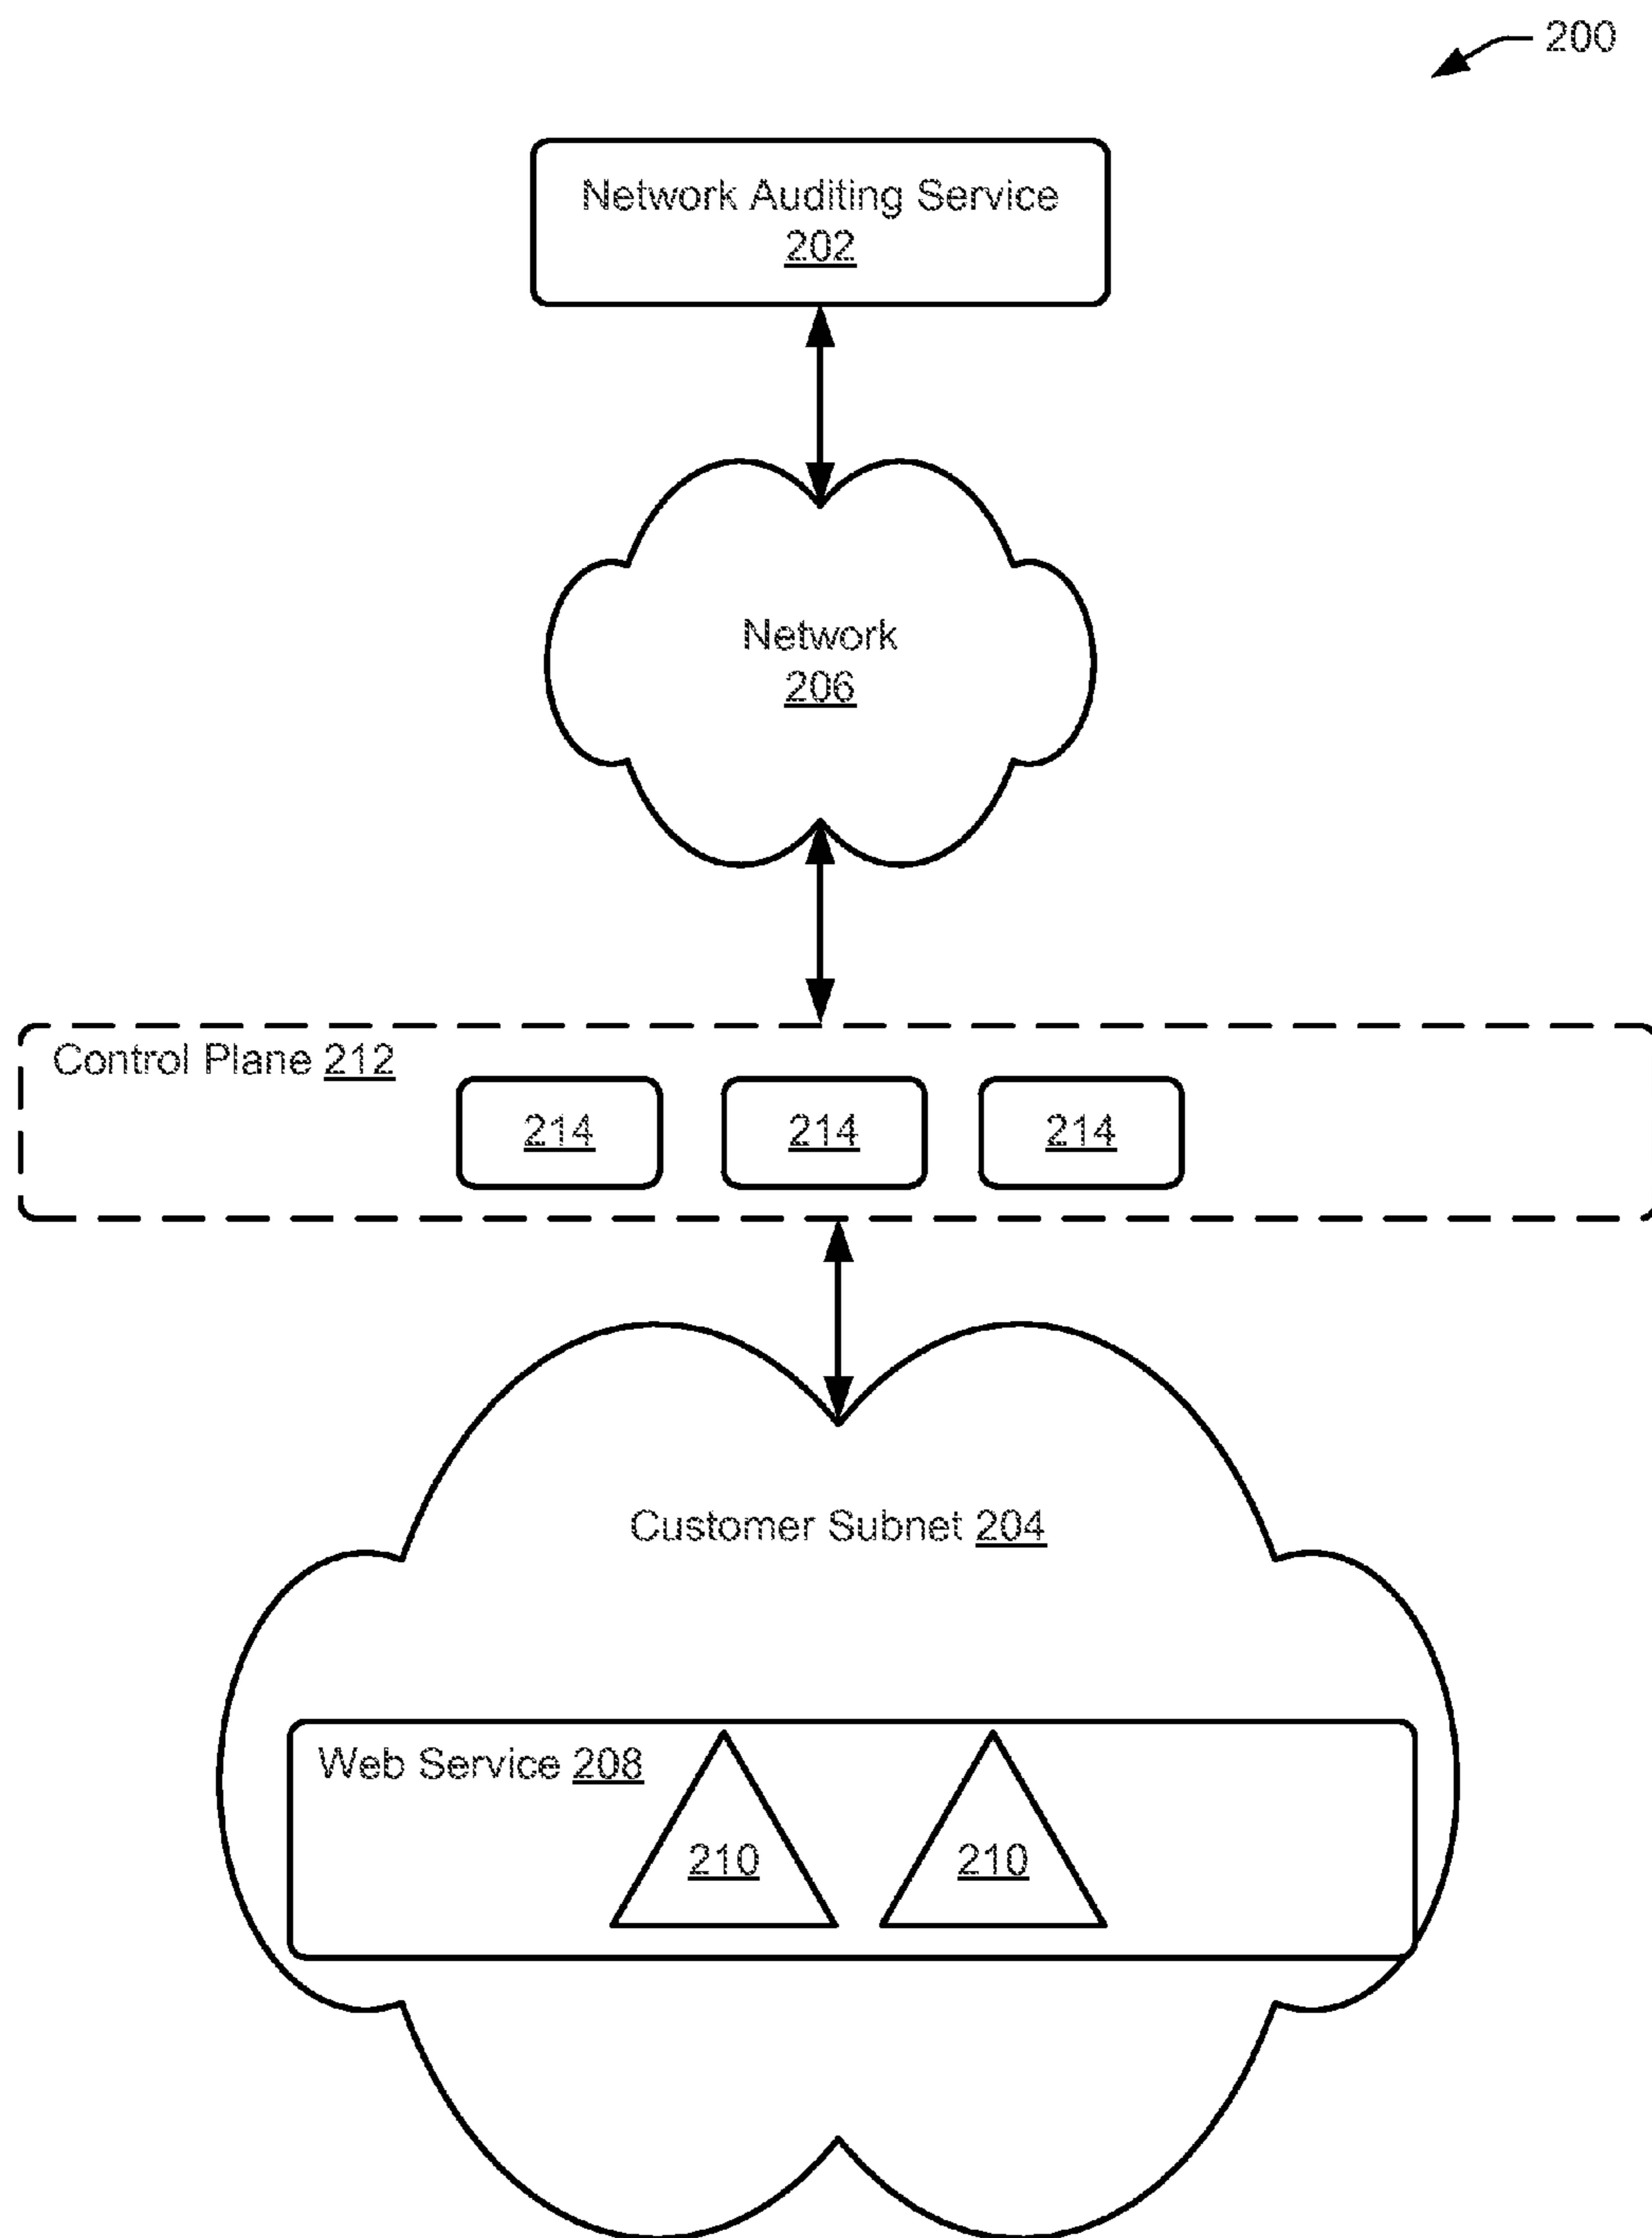 200
Network Auditing Service
202
Network
206
Control Plane 212
214 214 214
Customer Subnet 204
Web Service 208
210 210